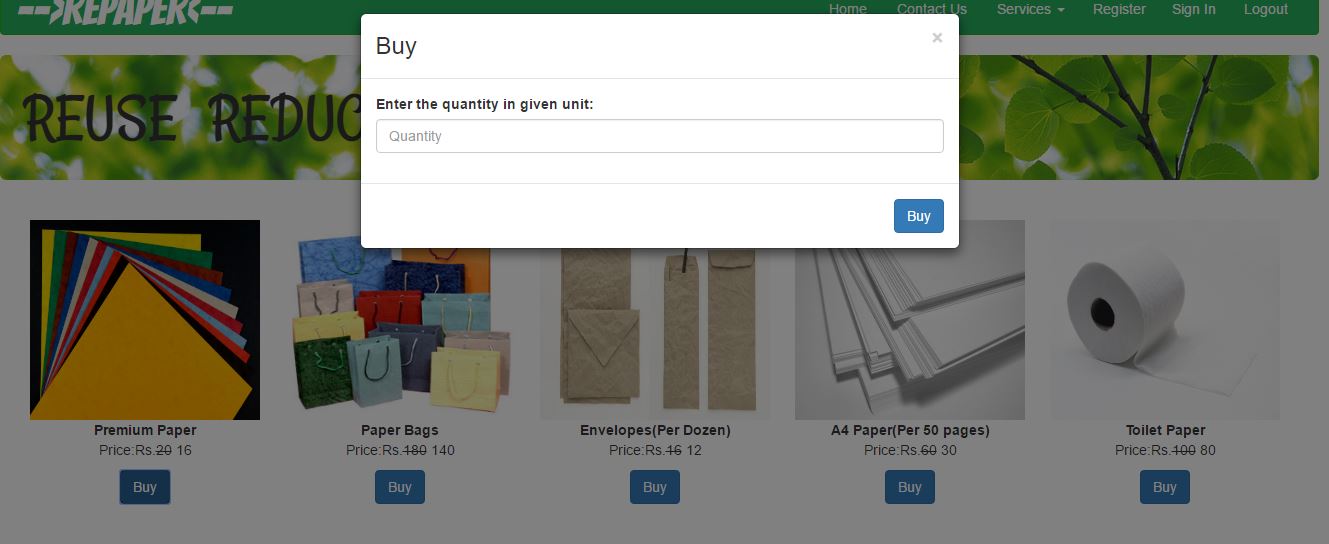 ==>REPAPER<==
Home Contact Us Services Register Sign In Logout
Buy ×
Enter the quantity in given unit:
Quantity
Buy
REUSE REDUC
Premium Paper Paper Bags Envelopes(Per Dozen) A4 Paper(Per 50 pages) Toilet Paper
Price:Rs.20 16 Price:Rs.180 140 Price:Rs.16 12 Price:Rs.60 30 Price:Rs.100 80
Buy Buy Buy Buy Buy